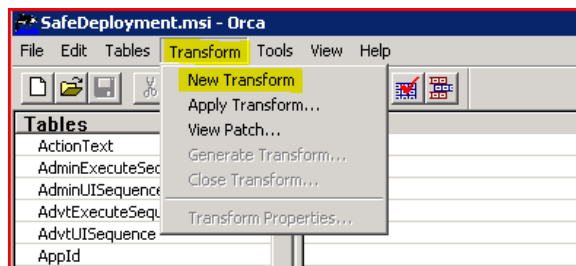 SafeDeployment.msi - Orca
File Edit Tables Transform Tools View Help
New Transform
Apply Transform...
View Patch...
Generate Transform...
Close Transform...
Transform Properties...
Tables
ActionText
AdminExecuteSec
AdminUISequence
AdvtExecuteSequ
AdvtUISequence
AppId